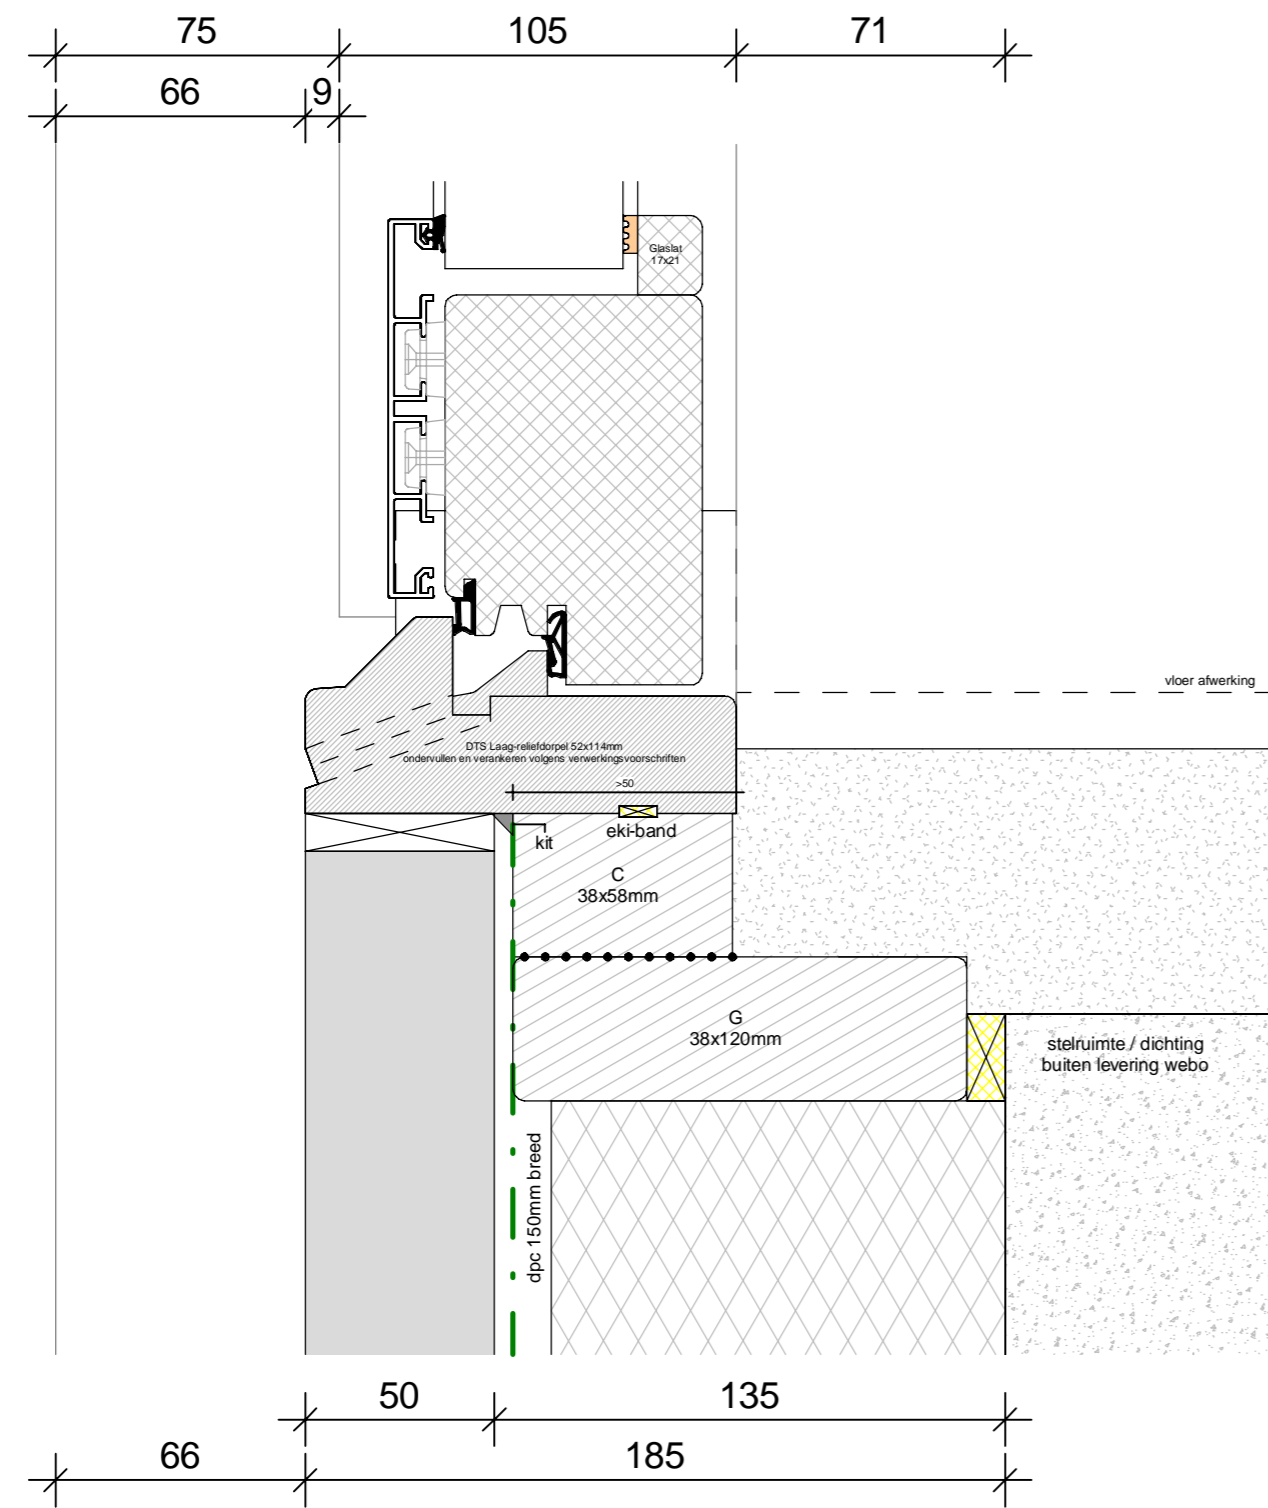 75 105 71
66 9
Glaslat
17x21
vloer afwerking
DTS Laag-reliefdorpel 52x114mm
ondervullen en verankeren volgens verwerkingsvoorschriften
>50
eki-band
kit
C
38x58mm
G
38x120mm
stelruimte / dichting
buiten levering webo
dpc 150mm breed
50 135
66 185